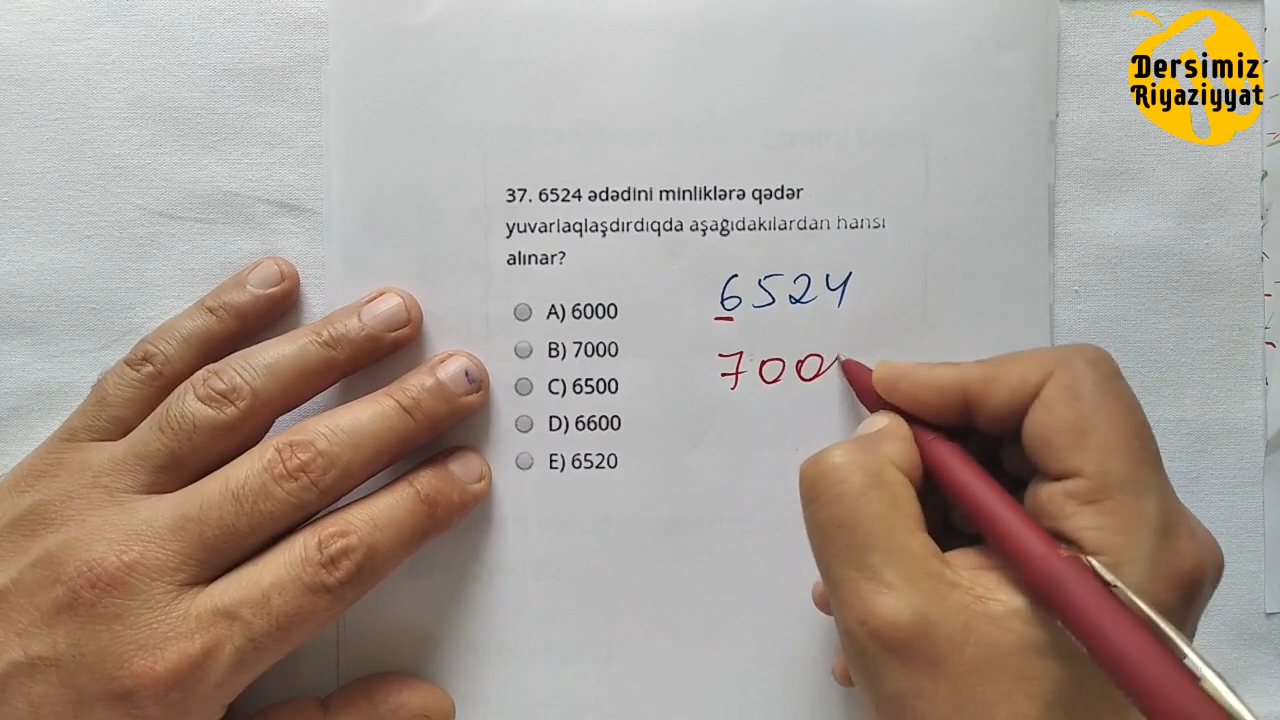 Dersimiz
Riyaziyyat
37. 6524 ədədini minliklərə qədər
yuvarlaqlaşdırdıqda aşağıdakılardan hansı
alınar?
A) 6000
B) 7000
C) 6500
D) 6600
E) 6520
6524
700